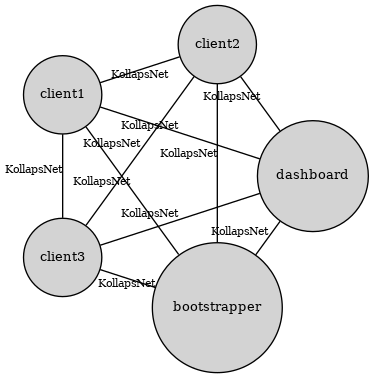 client2
KollapsNet
client1
KollapsNet
KollapsNet
KollapsNet
KollapsNet
KollapsNet
dashboard
KollapsNet
KollapsNet
KollapsNet
client3
KollapsNet
bootstrapper